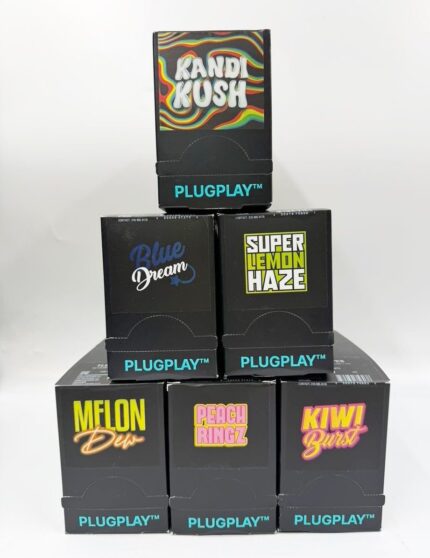 KANDI
KUSH
PLUGPLAY™
Blue
Dream
PLUGPLAY™
SUPER
LEMON
HAZE
PLUGPLAY™
MELON
Dew
PLUGPLAY™
PEACH
RINGZ
PLUGPLAY™
KIWI
Burst
PLUGPLAY™